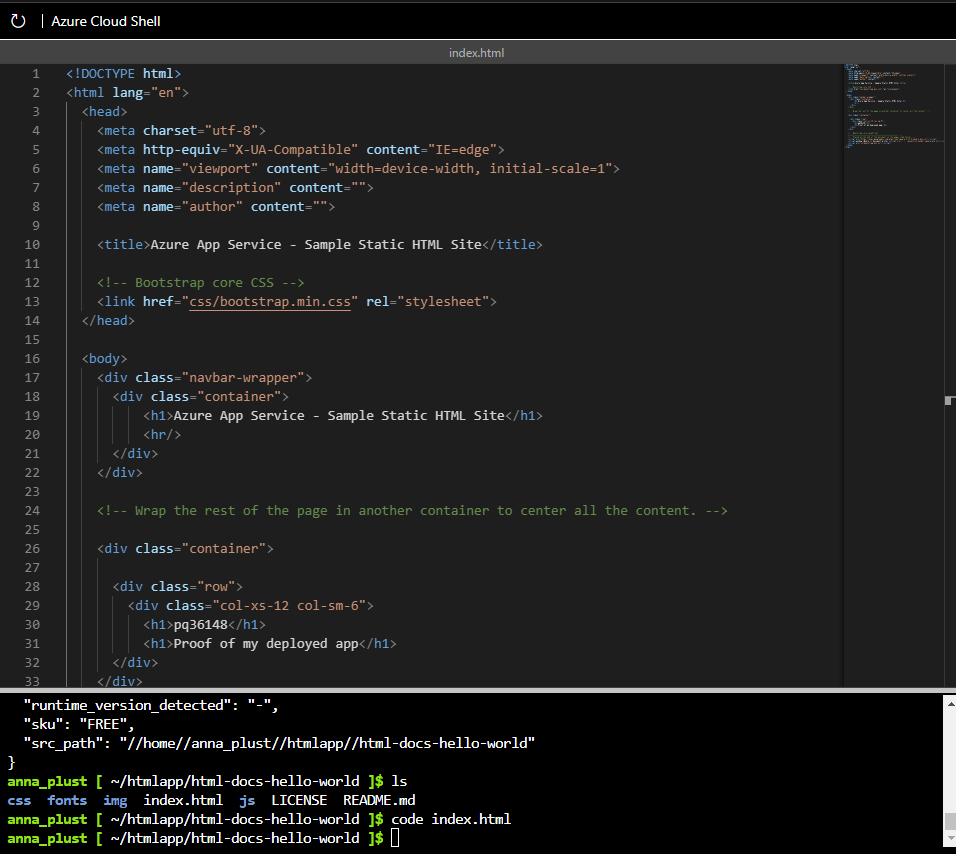 Azure Cloud Shell
index.html
1 <!DOCTYPE html>
2 <html lang="en">
3 <head>
4 <meta charset="utf-8">
5 <meta http-equiv="X-UA-Compatible" content="IE=edge">
6 <meta name="viewport" content="width=device-width, initial-scale=1">
7 <meta name="description" content="">
8 <meta name="author" content="">
9
10 <title>Azure App Service - Sample Static HTML Site</title>
11
12 <!-- Bootstrap core CSS -->
13 <link href="css/bootstrap.min.css" rel="stylesheet">
14 </head>
15
16 <body>
17 <div class="navbar-wrapper">
18 <div class="container">
19 <h1>Azure App Service - Sample Static HTML Site</h1>
20 <hr/>
21 </div>
22 </div>
23
24 <!-- Wrap the rest of the page in another container to center all the content. -->
25
26 <div class="container">
27
28 <div class="row">
29 <div class="col-xs-12 col-sm-6">
30 <h1>pq36148</h1>
31 <h1>Proof of my deployed app</h1>
32 </div>
33 </div>
"runtime_version_detected": "-",
"sku": "FREE",
"src_path": "//home//anna_plust//htmlapp//html-docs-hello-world"
}
anna_plust [ ~/htmlapp/html-docs-hello-world ]$ ls
css fonts img index.html js LICENSE README.md
anna_plust [ ~/htmlapp/html-docs-hello-world ]$ code index.html
anna_plust [ ~/htmlapp/html-docs-hello-world ]$